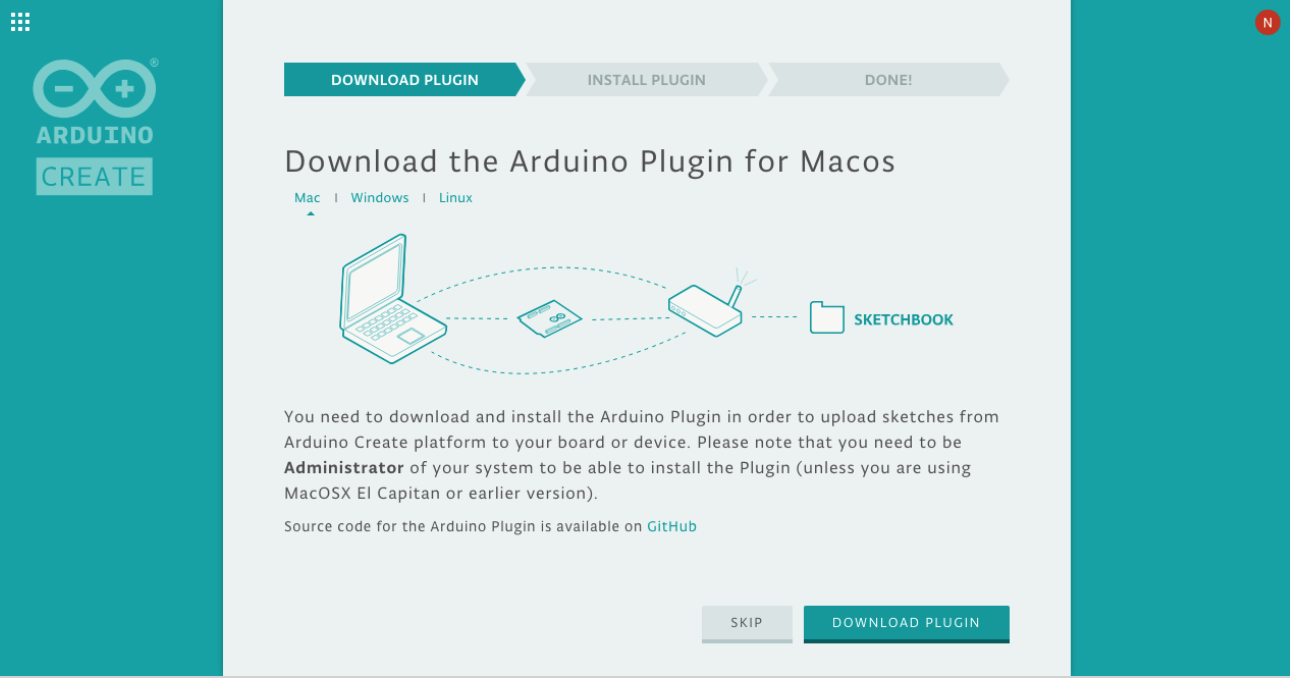 N
®
ARDUINO
CREATE
DOWNLOAD PLUGIN
INSTALL PLUGIN
DONE!
Download the Arduino Plugin for Macos
Mac | Windows | Linux
SKETCHBOOK
You need to download and install the Arduino Plugin in order to upload sketches from
Arduino Create platform to your board or device. Please note that you need to be
Administrator of your system to be able to install the Plugin (unless you are using
MacOSX El Capitan or earlier version).
Source code for the Arduino Plugin is available on GitHub
SKIP
DOWNLOAD PLUGIN